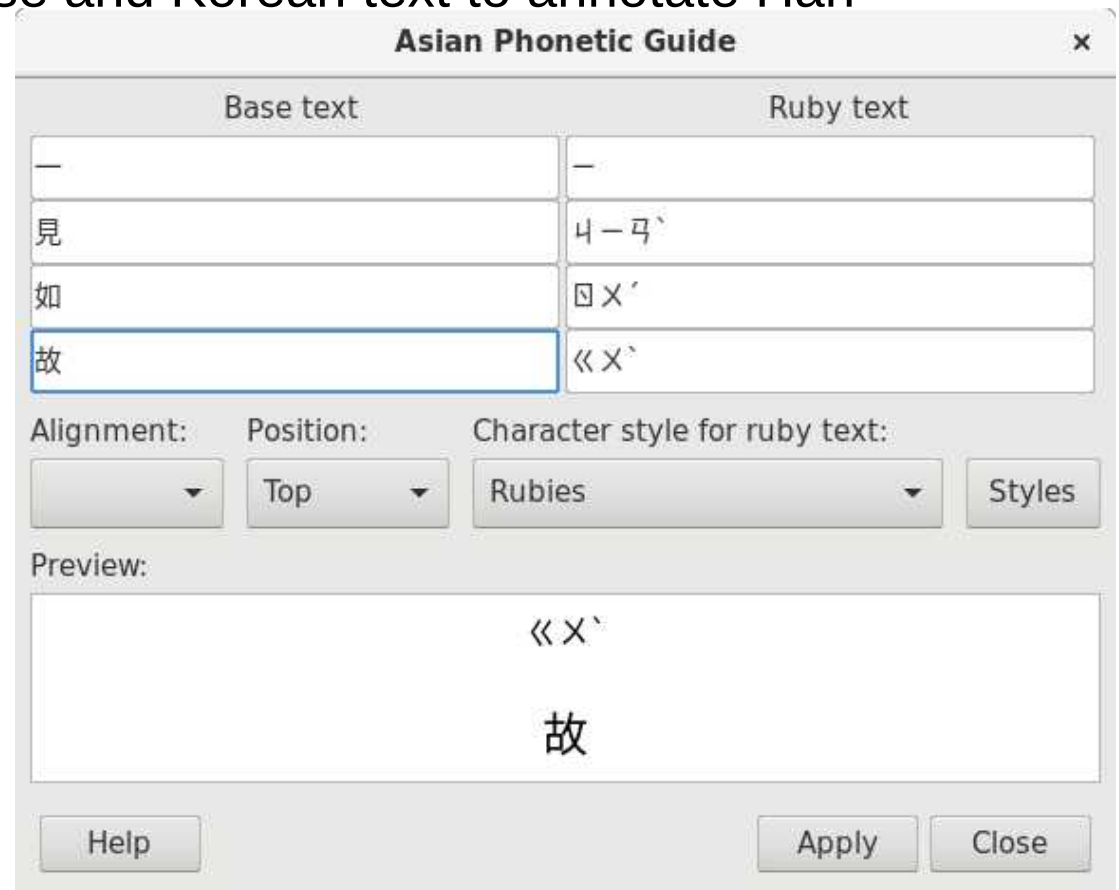 se and Korean text to annotate Han
Asian Phonetic Guide ×
Base text Ruby text
一 ㄧ
見 ㄐㄧㄢˋ
如 ㄖㄨˊ
故 ㄍㄨˋ
Alignment: Position: Character style for ruby text:
Top Rubies Styles
Preview:
ㄍㄨˋ
故
Help Apply Close